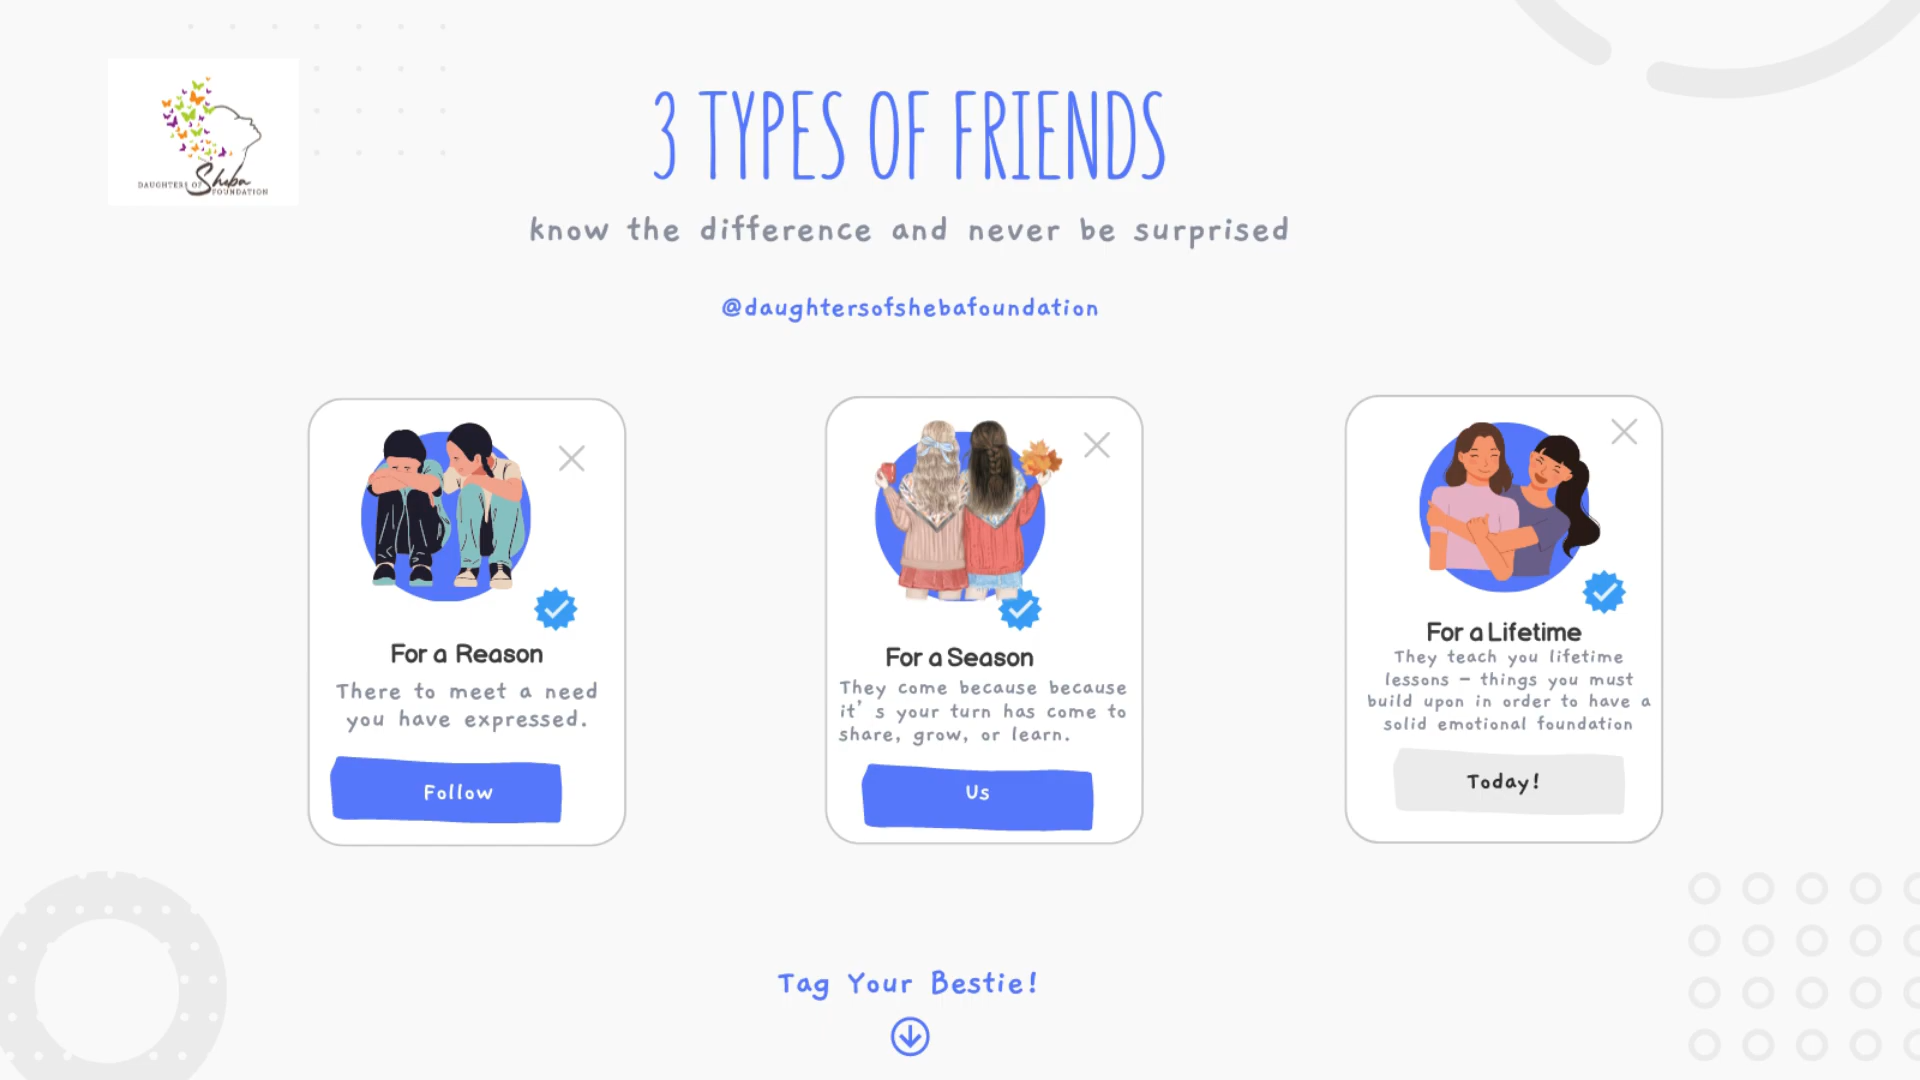 DAUGHTERS OF Sheba FOUNDATION
3 TYPES OF FRIENDS
know the difference and never be surprised
@daughtersofshebafoundation
For a Reason
There to meet a need
you have expressed.
Follow
For a Season
They come because because
it’s your turn has come to
share, grow, or learn.
Us
For a Lifetime
They teach you lifetime
lessons - things you must
build upon in order to have a
solid emotional foundation
Today!
Tag Your Bestie!